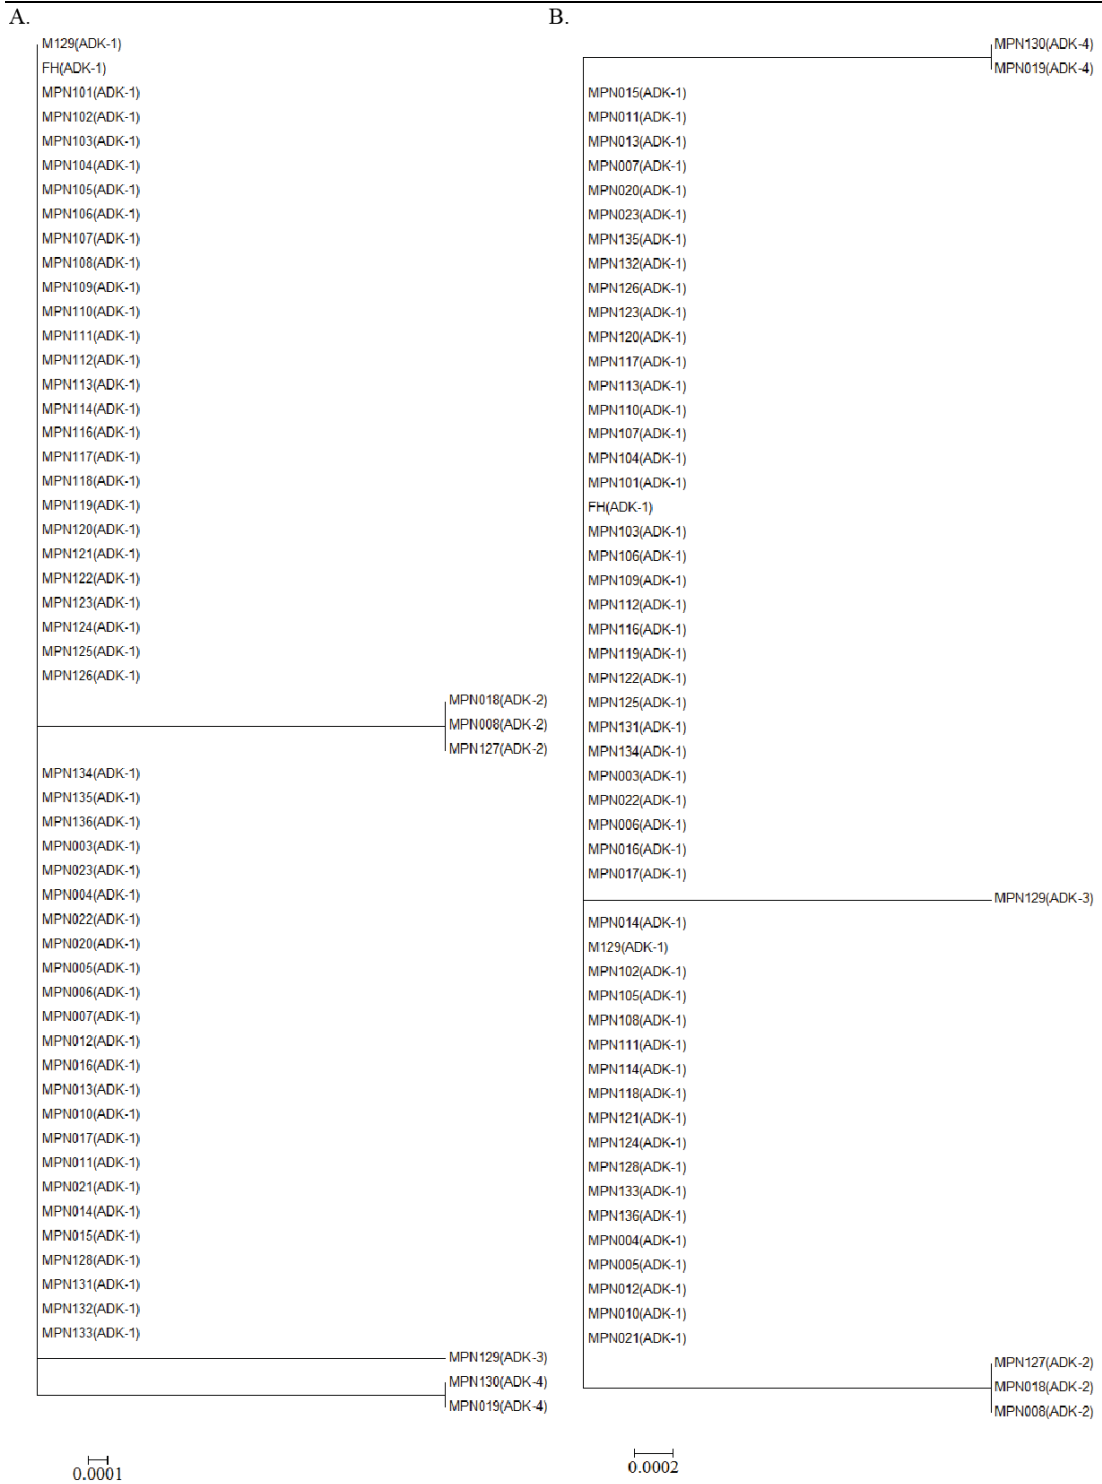 A.
M129(ADK-1)
FH(ADK-1)
MPN101(ADK-1)
MPN102(ADK-1)
MPN103(ADK-1)
MPN104(ADK-1)
MPN105(ADK-1)
MPN106(ADK-1)
MPN107(ADK-1)
MPN108(ADK-1)
MPN109(ADK-1)
MPN110(ADK-1)
MPN111(ADK-1)
MPN112(ADK-1)
MPN113(ADK-1)
MPN114(ADK-1)
MPN116(ADK-1)
MPN117(ADK-1)
MPN118(ADK-1)
MPN119(ADK-1)
MPN120(ADK-1)
MPN121(ADK-1)
MPN122(ADK-1)
MPN123(ADK-1)
MPN124(ADK-1)
MPN125(ADK-1)
MPN126(ADK-1)
MPN018(ADK-2)
MPN008(ADK-2)
MPN127(ADK-2)
MPN134(ADK-1)
MPN135(ADK-1)
MPN136(ADK-1)
MPN003(ADK-1)
MPN023(ADK-1)
MPN004(ADK-1)
MPN022(ADK-1)
MPN020(ADK-1)
MPN005(ADK-1)
MPN006(ADK-1)
MPN007(ADK-1)
MPN012(ADK-1)
MPN016(ADK-1)
MPN013(ADK-1)
MPN010(ADK-1)
MPN017(ADK-1)
MPN011(ADK-1)
MPN021(ADK-1)
MPN014(ADK-1)
MPN015(ADK-1)
MPN128(ADK-1)
MPN131(ADK-1)
MPN132(ADK-1)
MPN133(ADK-1)
MPN129(ADK-3)
MPN130(ADK-4)
MPN019(ADK-4)
0.0001
B.
MPN130(ADK-4)
MPN019(ADK-4)
MPN015(ADK-1)
MPN011(ADK-1)
MPN013(ADK-1)
MPN007(ADK-1)
MPN020(ADK-1)
MPN023(ADK-1)
MPN135(ADK-1)
MPN132(ADK-1)
MPN126(ADK-1)
MPN123(ADK-1)
MPN120(ADK-1)
MPN117(ADK-1)
MPN113(ADK-1)
MPN110(ADK-1)
MPN107(ADK-1)
MPN104(ADK-1)
MPN101(ADK-1)
FH(ADK-1)
MPN103(ADK-1)
MPN106(ADK-1)
MPN109(ADK-1)
MPN112(ADK-1)
MPN116(ADK-1)
MPN119(ADK-1)
MPN122(ADK-1)
MPN125(ADK-1)
MPN131(ADK-1)
MPN134(ADK-1)
MPN003(ADK-1)
MPN022(ADK-1)
MPN006(ADK-1)
MPN016(ADK-1)
MPN017(ADK-1)
MPN129(ADK-3)
MPN014(ADK-1)
M129(ADK-1)
MPN102(ADK-1)
MPN105(ADK-1)
MPN108(ADK-1)
MPN111(ADK-1)
MPN114(ADK-1)
MPN118(ADK-1)
MPN121(ADK-1)
MPN124(ADK-1)
MPN128(ADK-1)
MPN133(ADK-1)
MPN136(ADK-1)
MPN004(ADK-1)
MPN005(ADK-1)
MPN012(ADK-1)
MPN010(ADK-1)
MPN021(ADK-1)
MPN127(ADK-2)
MPN018(ADK-2)
MPN008(ADK-2)
0.0002